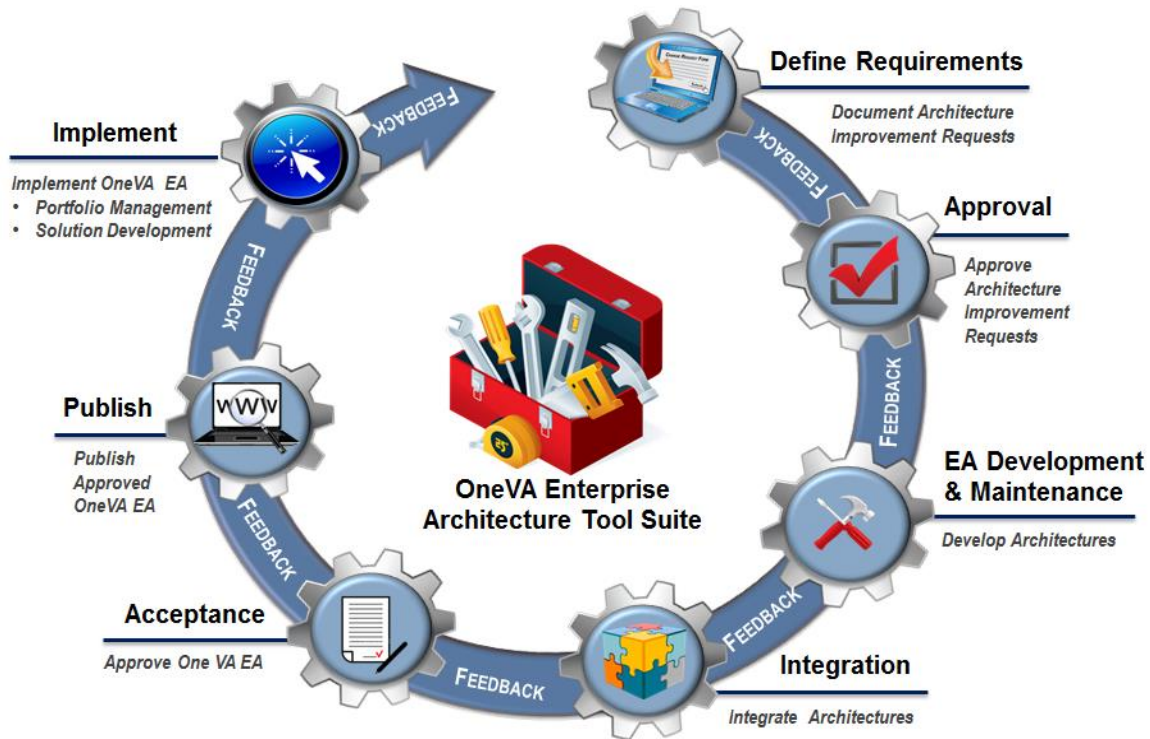 Define Requirements
Document Architecture
Improvement Requests
FEEDBACK
Approval
Approve
Architecture
Improvement
Requests
FEEDBACK
EA Development
& Maintenance
Develop Architectures
FEEDBACK
Integration
Integrate Architectures
FEEDBACK
Acceptance
Approve One VA EA
FEEDBACK
Publish
Publish
Approved
OneVA EA
WWW
FEEDBACK
Implement
Implement OneVA EA
• Portfolio Management
• Solution Development
FEEDBACK
OneVA Enterprise
Architecture Tool Suite